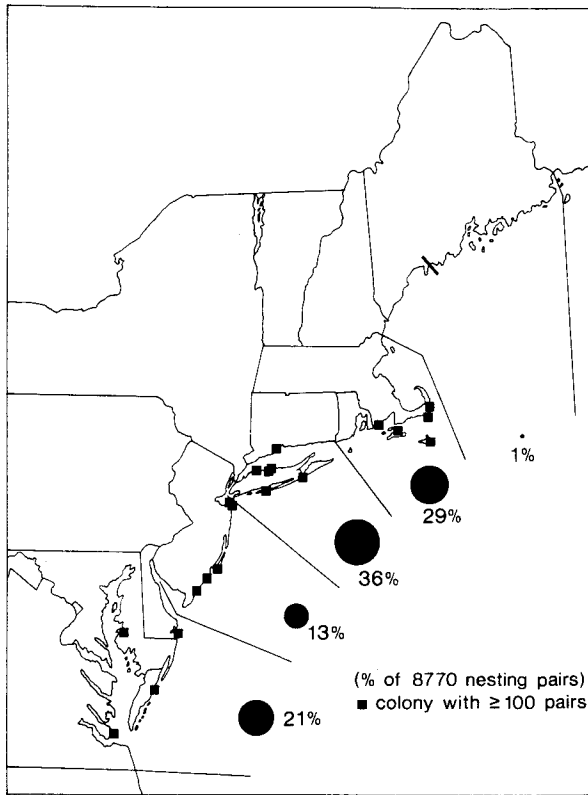 1%
29%
36%
13%
(% of 8770 nesting pairs)
■ colony with ≥100 pairs
21%